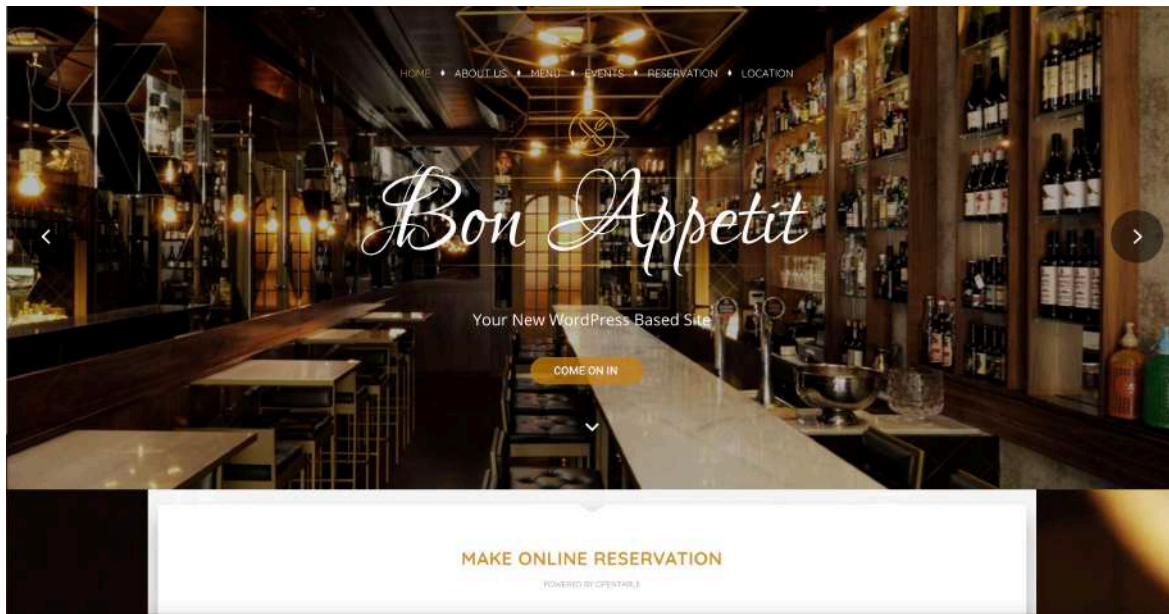 HOME ♦ ABOUT US ♦ MENU ♦ EVENTS ♦ RESERVATION ♦ LOCATION
Bon Appetit
Your New WordPress Based Site
COME ON IN
MAKE ONLINE RESERVATION
POWERED BY OPENTABLE